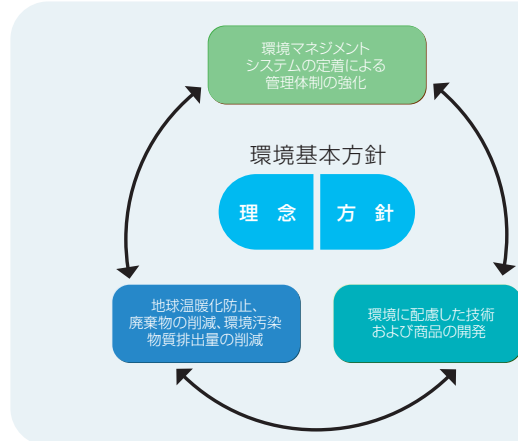 環境マネジメント
システムの定着による
管理体制の強化
環境基本方針
理 念 方 針
地球温暖化防止、
廃棄物の削減、環境汚染
物質排出量の削減
環境に配慮した技術
および商品の開発